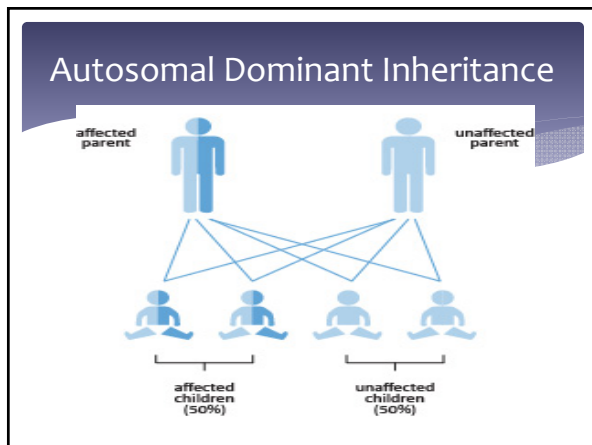 Autosomal Dominant Inheritance
affected
parent
unaffected
parent
affected
children
(50%)
unaffected
children
(50%)